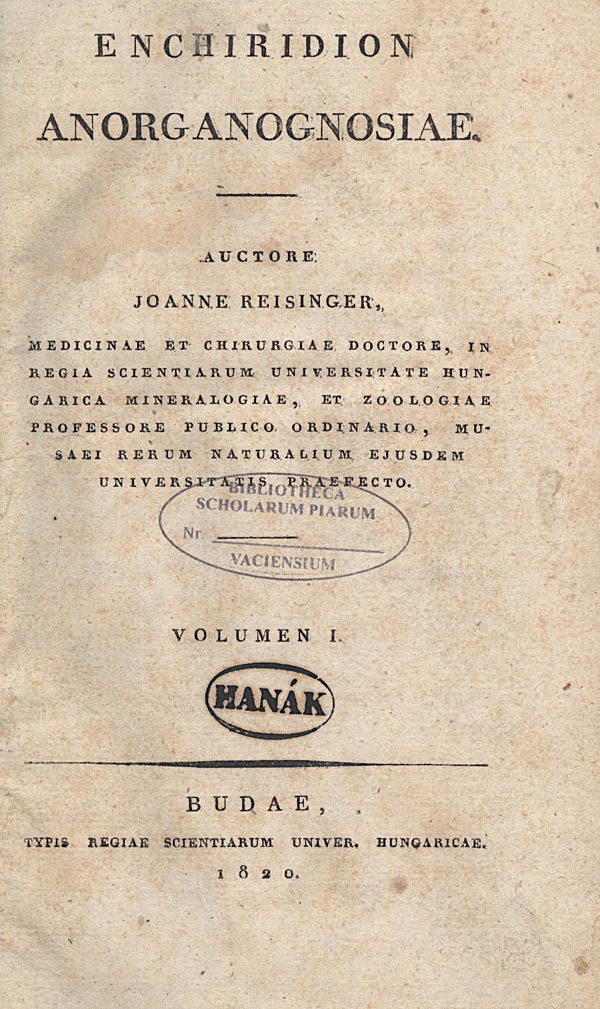 ENCHIRIDION
ANORGANOGNOSIAE.
AUCTORE
JOANNE REISINGER,
MEDICINAE ET CHIRURGIAE DOCTORE, IN
REGIA SCIENTIARUM UNIVERSITATE HUN-
GARICA MINERALOGIAE, ET ZOOLOGIAE
PROFESSORE PUBLICO ORDINARIO, MU-
SAEI RERUM NATURALIUM EJUSDEM
UNIVERSITATIS PRAEFECTO.
BIBLIOTHECA
SCHOLARUM PIARUM
Nr.
VACIENSIUM
VOLUMEN I.
HANÁK
BUDAE,
TYPIS REGIAE SCIENTIARUM UNIVER. HUNGARICAE.
1820.